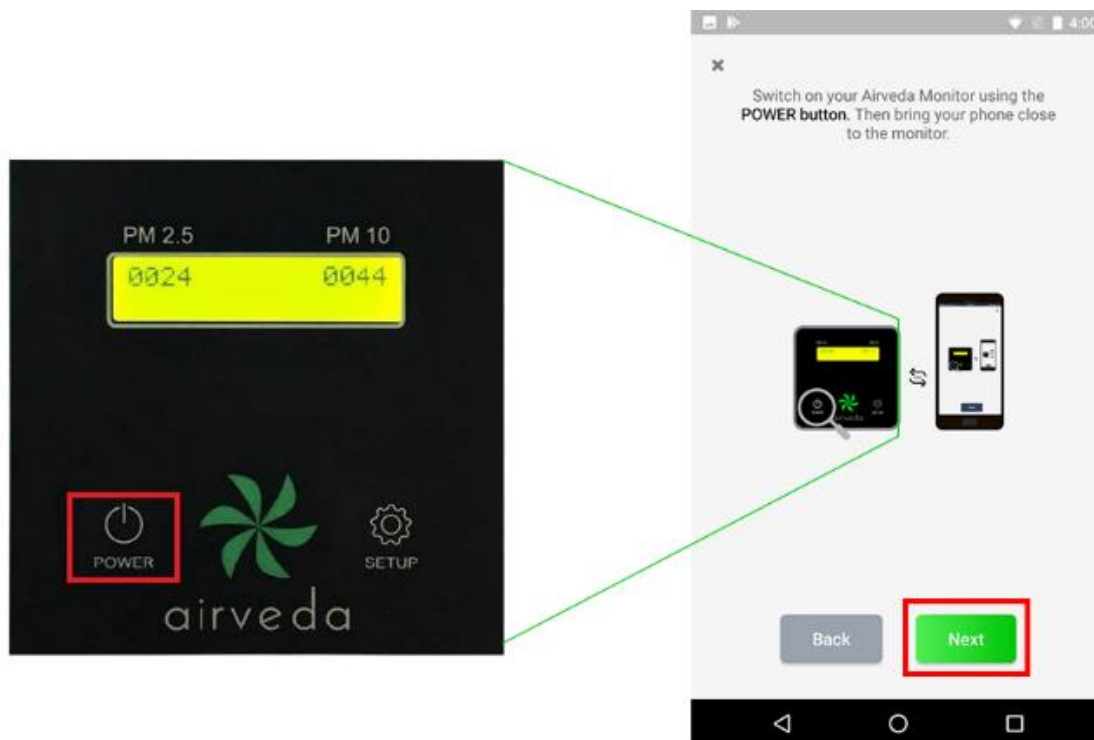 PM 2.5 PM 10
0024 0044
POWER
SETUP
airveda
4:00
Switch on your Airveda Monitor using the
POWER button. Then bring your phone close
to the monitor.
airveda
Back
Next